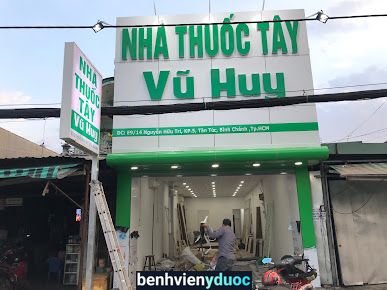 NHÀ THUỐC TÂY
Vũ Huy
ĐC: E9/14 Nguyễn Hữu Trí, KP.5, Tân Túc, Bình Chánh ,Tp.HCM
NHÀ
THUỐC
TÂY
Vũ Huy
benhvienyduoc